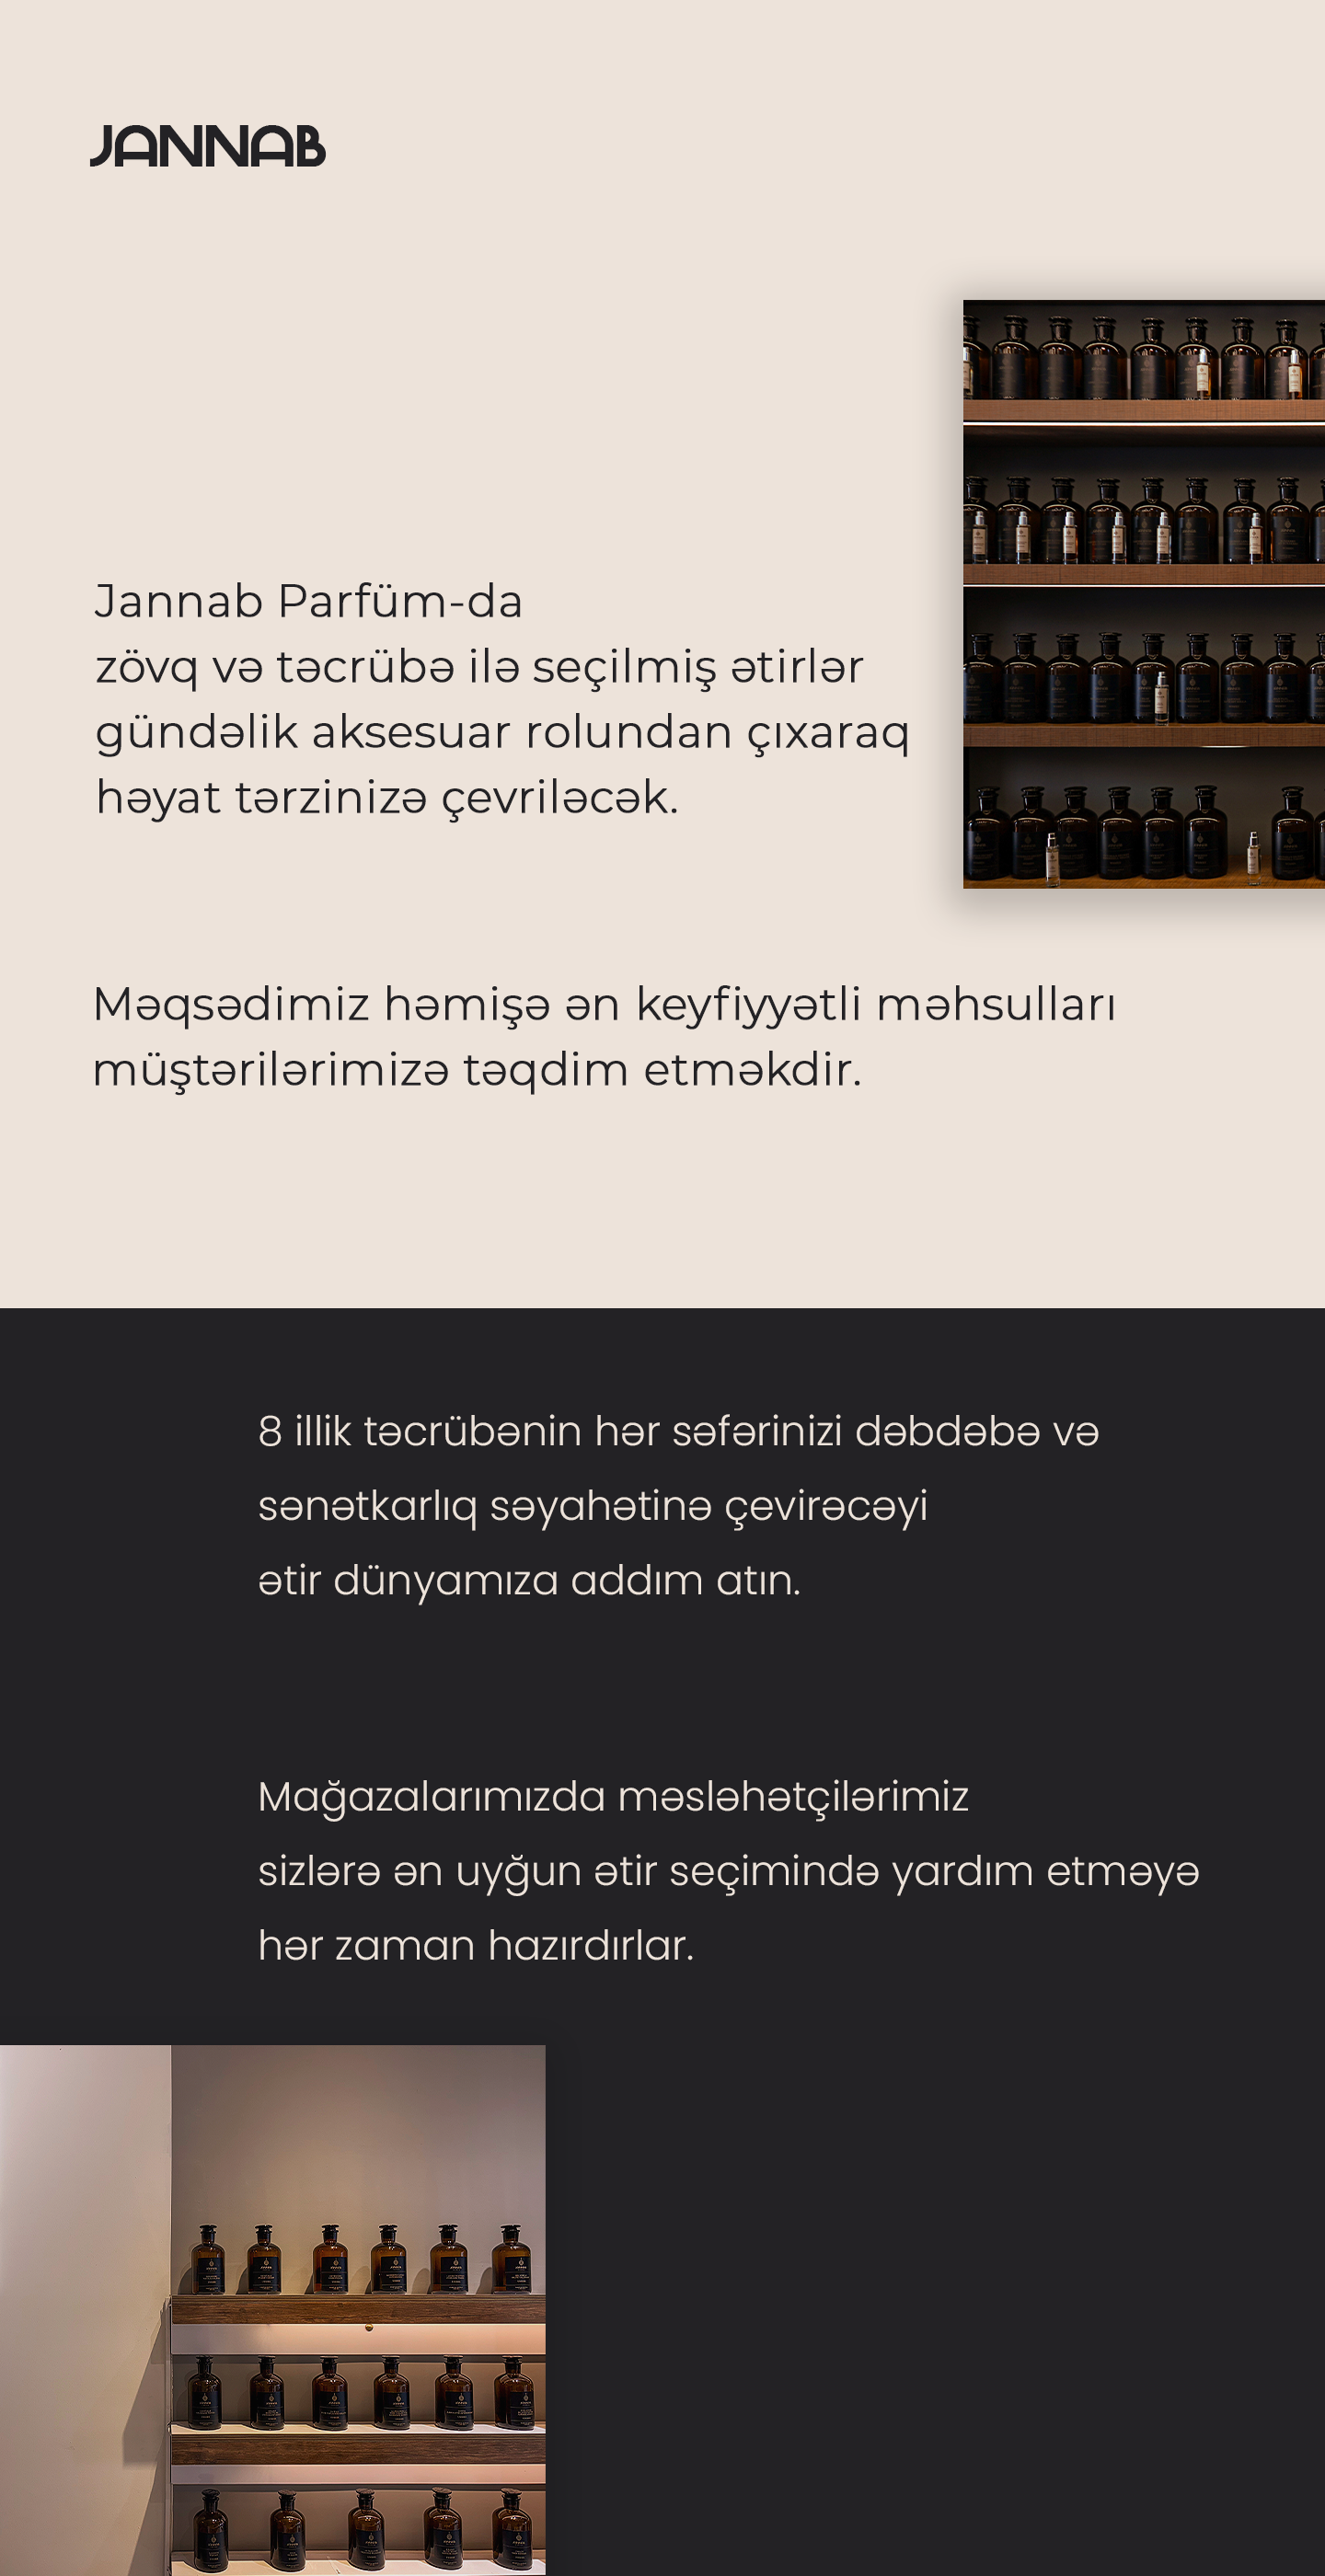 JANNAB
Jannab Parfüm-da
zövq və təcrübə ilə seçilmiş ətirlər
gündəlik aksesuar rolundan çıxaraq
həyat tərzinizə çevriləcək.
Məqsədimiz həmişə ən keyfiyyətli məhsulları
müştərilərimizə təqdim etməkdir.
8 illik təcrübənin hər səfərinizi dəbdəbə və
sənətkarlıq səyahətinə çevirəcəyi
ətir dünyamıza addım atın.
Mağazalarımızda məsləhətçilərimiz
sizlərə ən uyğun ətir seçimində yardım etməyə
hər zaman hazırdırlar.